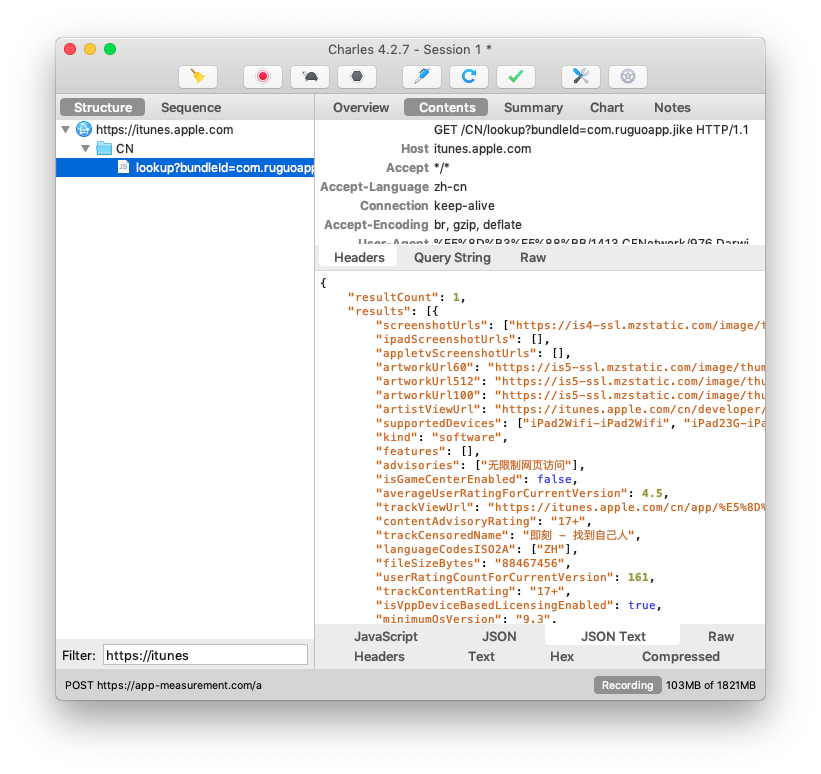 Charles 4.2.7 - Session 1 *
Structure Sequence
Overview Contents Summary Chart Notes
https://itunes.apple.com
CN
JS lookup?bundleId=com.ruguoapp
GET /CN/lookup?bundleId=com.ruguoapp.jike HTTP/1.1
Host itunes.apple.com
Accept */*
Accept-Language zh-cn
Connection keep-alive
Accept-Encoding br, gzip, deflate
User-Agent %E5%8D%B3%E5%88%BB/1413 CFNetwork/976 Darwi
Headers Query String Raw
{
"resultCount": 1,
"results": [{
"screenshotUrls": ["https://is4-ssl.mzstatic.com/image/t
"ipadScreenshotUrls": [],
"appletvScreenshotUrls": [],
"artworkUrl60": "https://is5-ssl.mzstatic.com/image/thum
"artworkUrl512": "https://is5-ssl.mzstatic.com/image/thu
"artworkUrl100": "https://is5-ssl.mzstatic.com/image/thu
"artistViewUrl": "https://itunes.apple.com/cn/developer/
"supportedDevices": ["iPad2Wifi-iPad2Wifi", "iPad23G-iPa
"kind": "software",
"features": [],
"advisories": ["无限制网页访问"],
"isGameCenterEnabled": false,
"averageUserRatingForCurrentVersion": 4.5,
"trackViewUrl": "https://itunes.apple.com/cn/app/%E5%8D%
"contentAdvisoryRating": "17+",
"trackCensoredName": "即刻 – 找到自己人",
"languageCodesISO2A": ["ZH"],
"fileSizeBytes": "88467456",
"userRatingCountForCurrentVersion": 161,
"trackContentRating": "17+",
"isVppDeviceBasedLicensingEnabled": true,
"minimumOsVersion": "9.3",
JavaScript JSON JSON Text Raw
Headers Text Hex Compressed
Filter: https://itunes
POST https://app-measurement.com/a
Recording 103MB of 1821MB